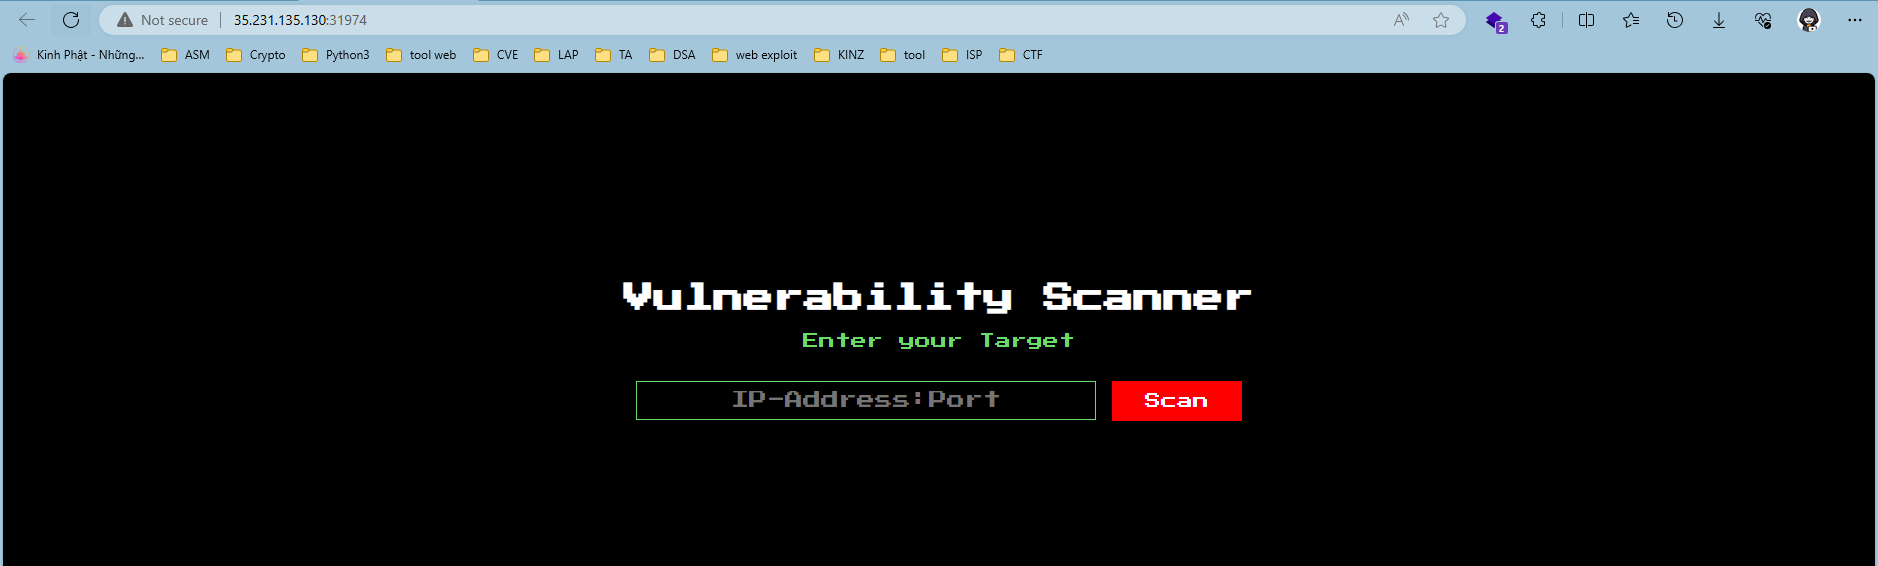 Not secure 35.231.135.130:31974
2
Kinh Phật - Những... ASM Crypto Python3 tool web CVE LAP TA DSA web exploit KINZ tool ISP CTF
Vulnerability Scanner
Enter your Target
IP-Address:Port Scan